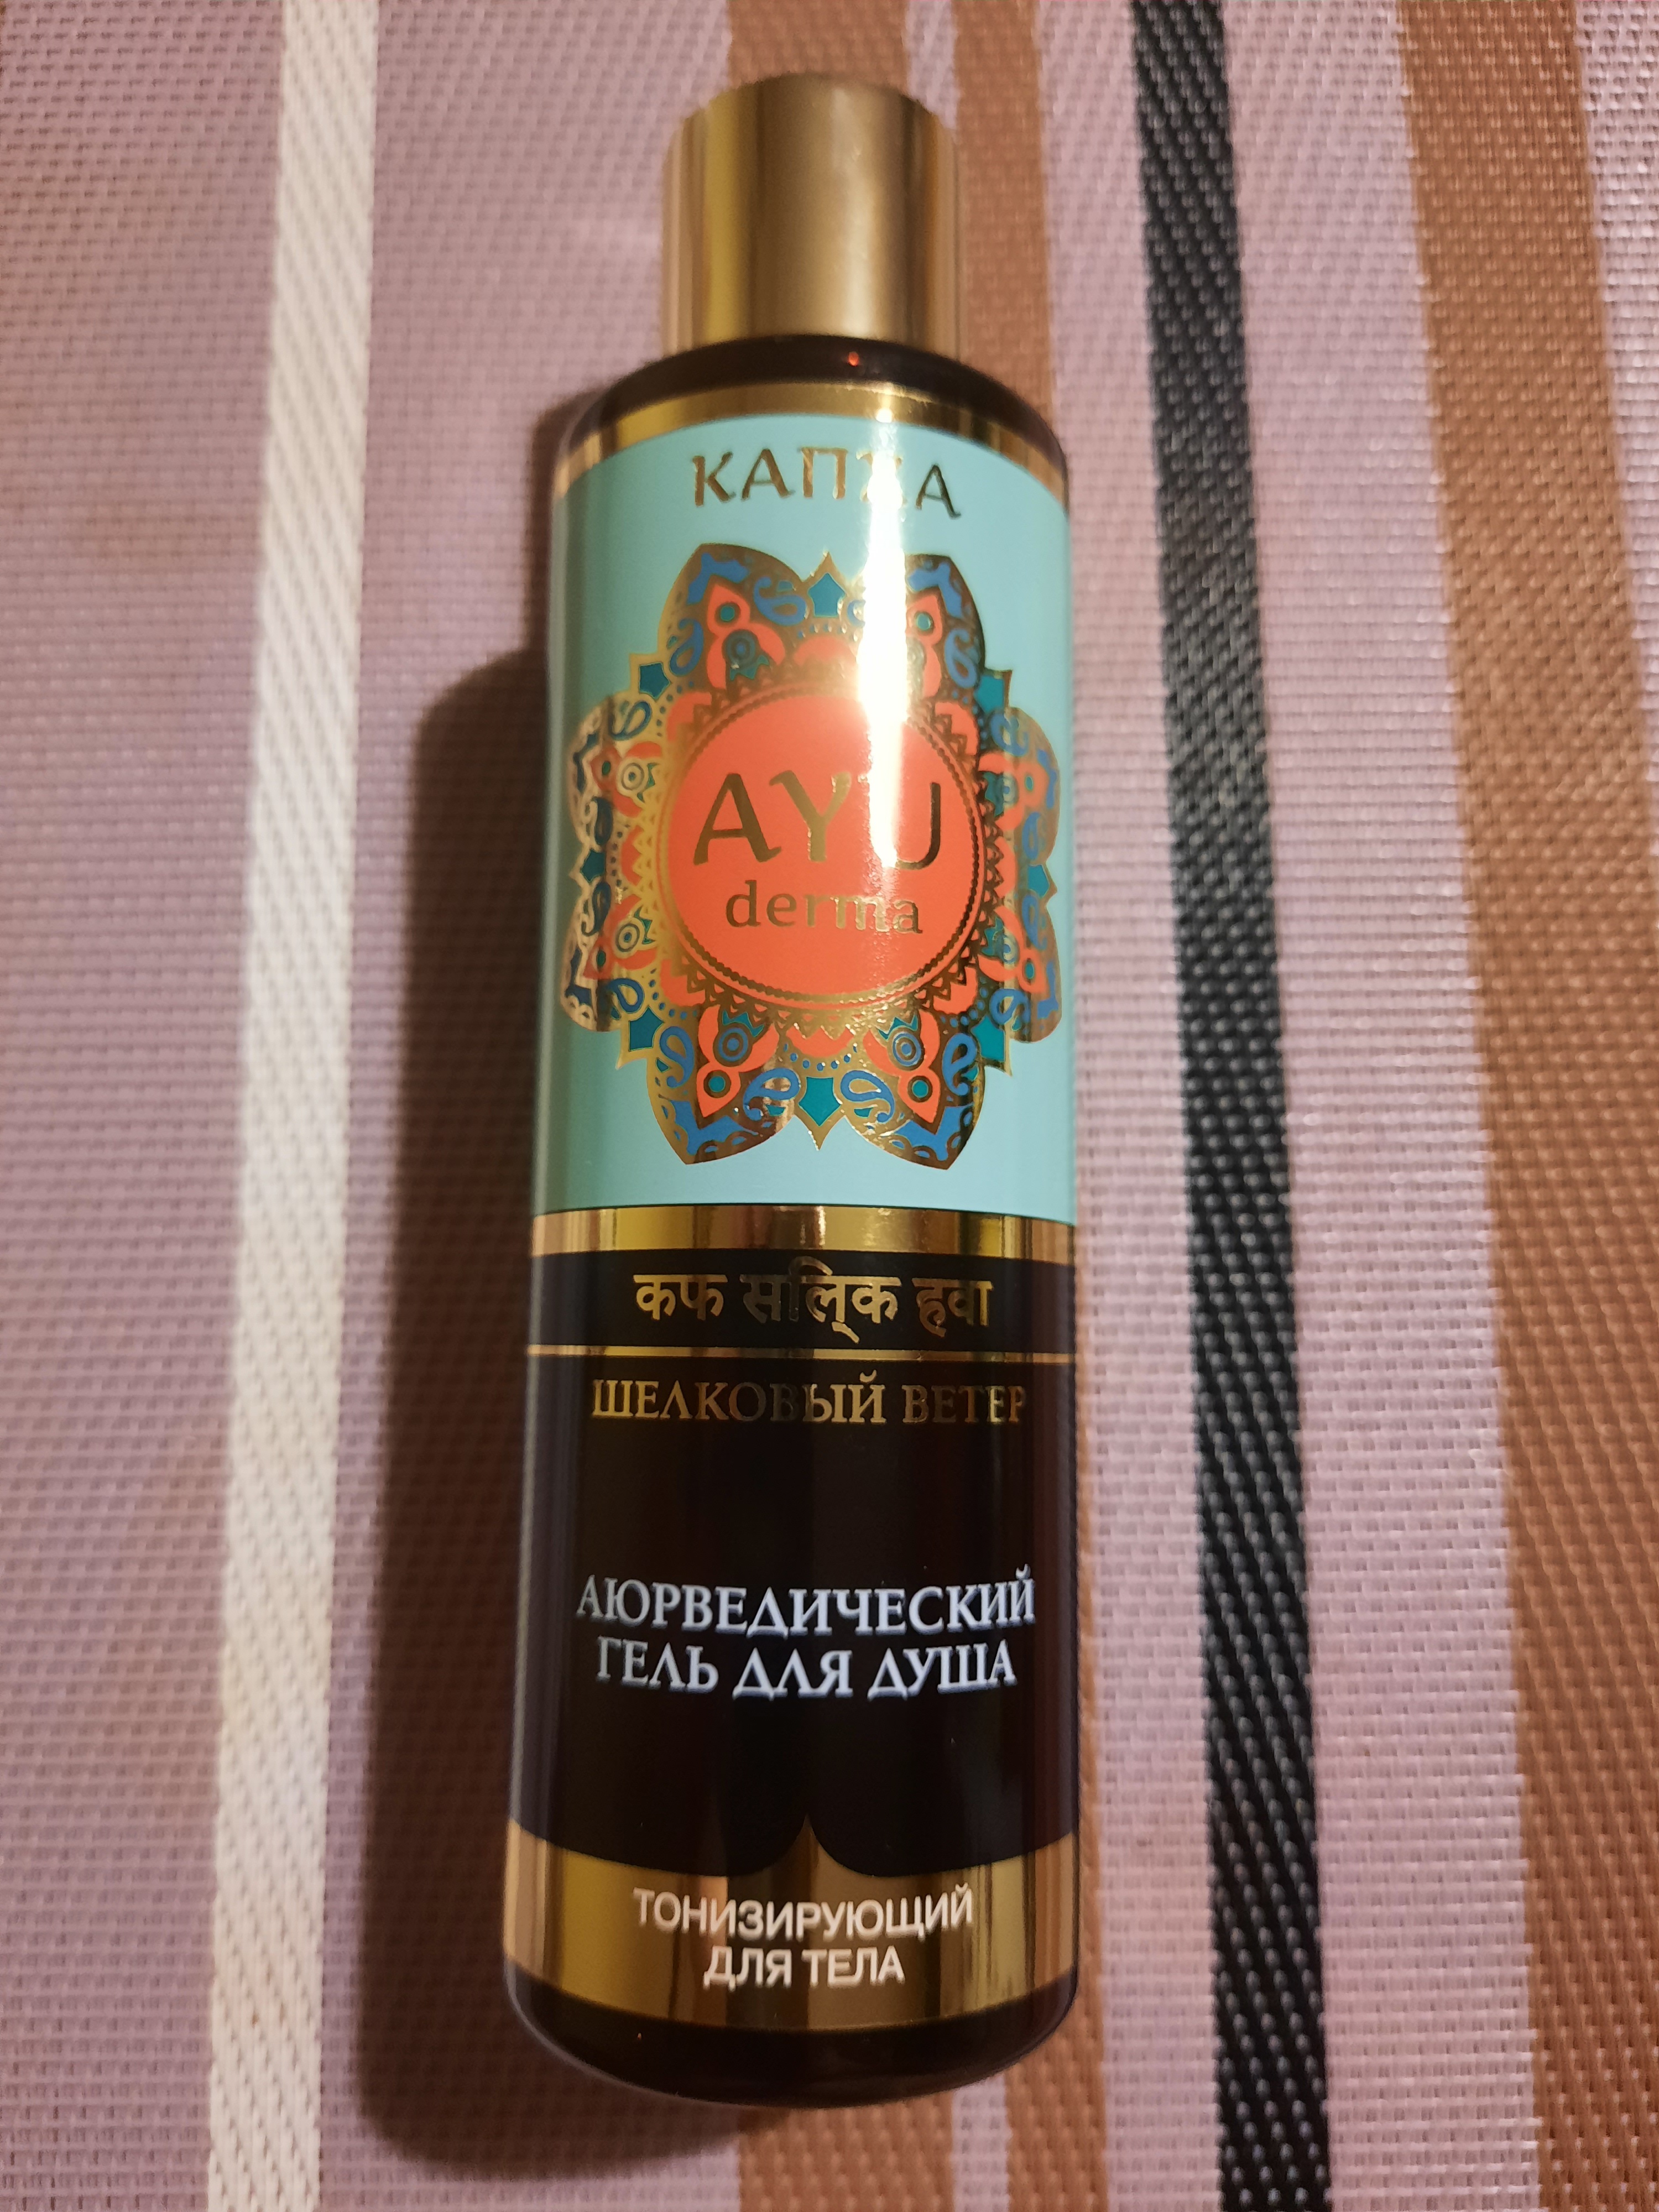 КАПХА
AYU
derma
कफ सल्कि हवा
ШЕЛКОВЫЙ ВЕТЕР
АЮРВЕДИЧЕСКИЙ
ГЕЛЬ ДЛЯ ДУША
ТОНИЗИРУЮЩИЙ
ДЛЯ ТЕЛА